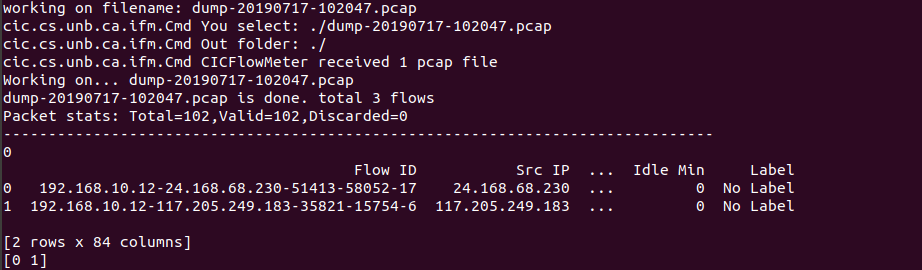 working on filename: dump-20190717-102047.pcap
cic.cs.unb.ca.ifm.Cmd You select: ./dump-20190717-102047.pcap
cic.cs.unb.ca.ifm.Cmd Out folder: ./
cic.cs.unb.ca.ifm.Cmd CICFlowMeter received 1 pcap file
Working on... dump-20190717-102047.pcap
dump-20190717-102047.pcap is done. total 3 flows
Packet stats: Total=102,Valid=102,Discarded=0
-------------------------------------------------------------------------------
0
Flow ID Src IP ... Idle Min Label
0 192.168.10.12-24.168.68.230-51413-58052-17 24.168.68.230 ... 0 No Label
1 192.168.10.12-117.205.249.183-35821-15754-6 117.205.249.183 ... 0 No Label
[2 rows x 84 columns]
[0 1]